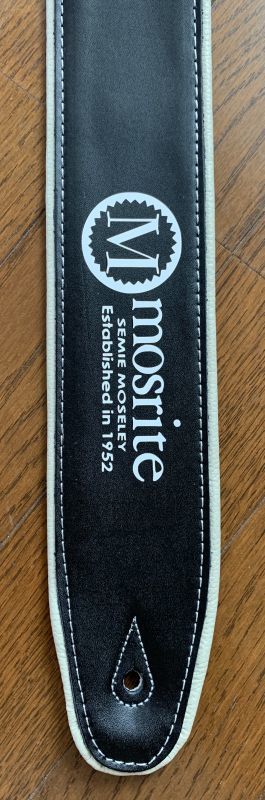 M
mosrite
SEMIE MOSELEY
Established in 1952